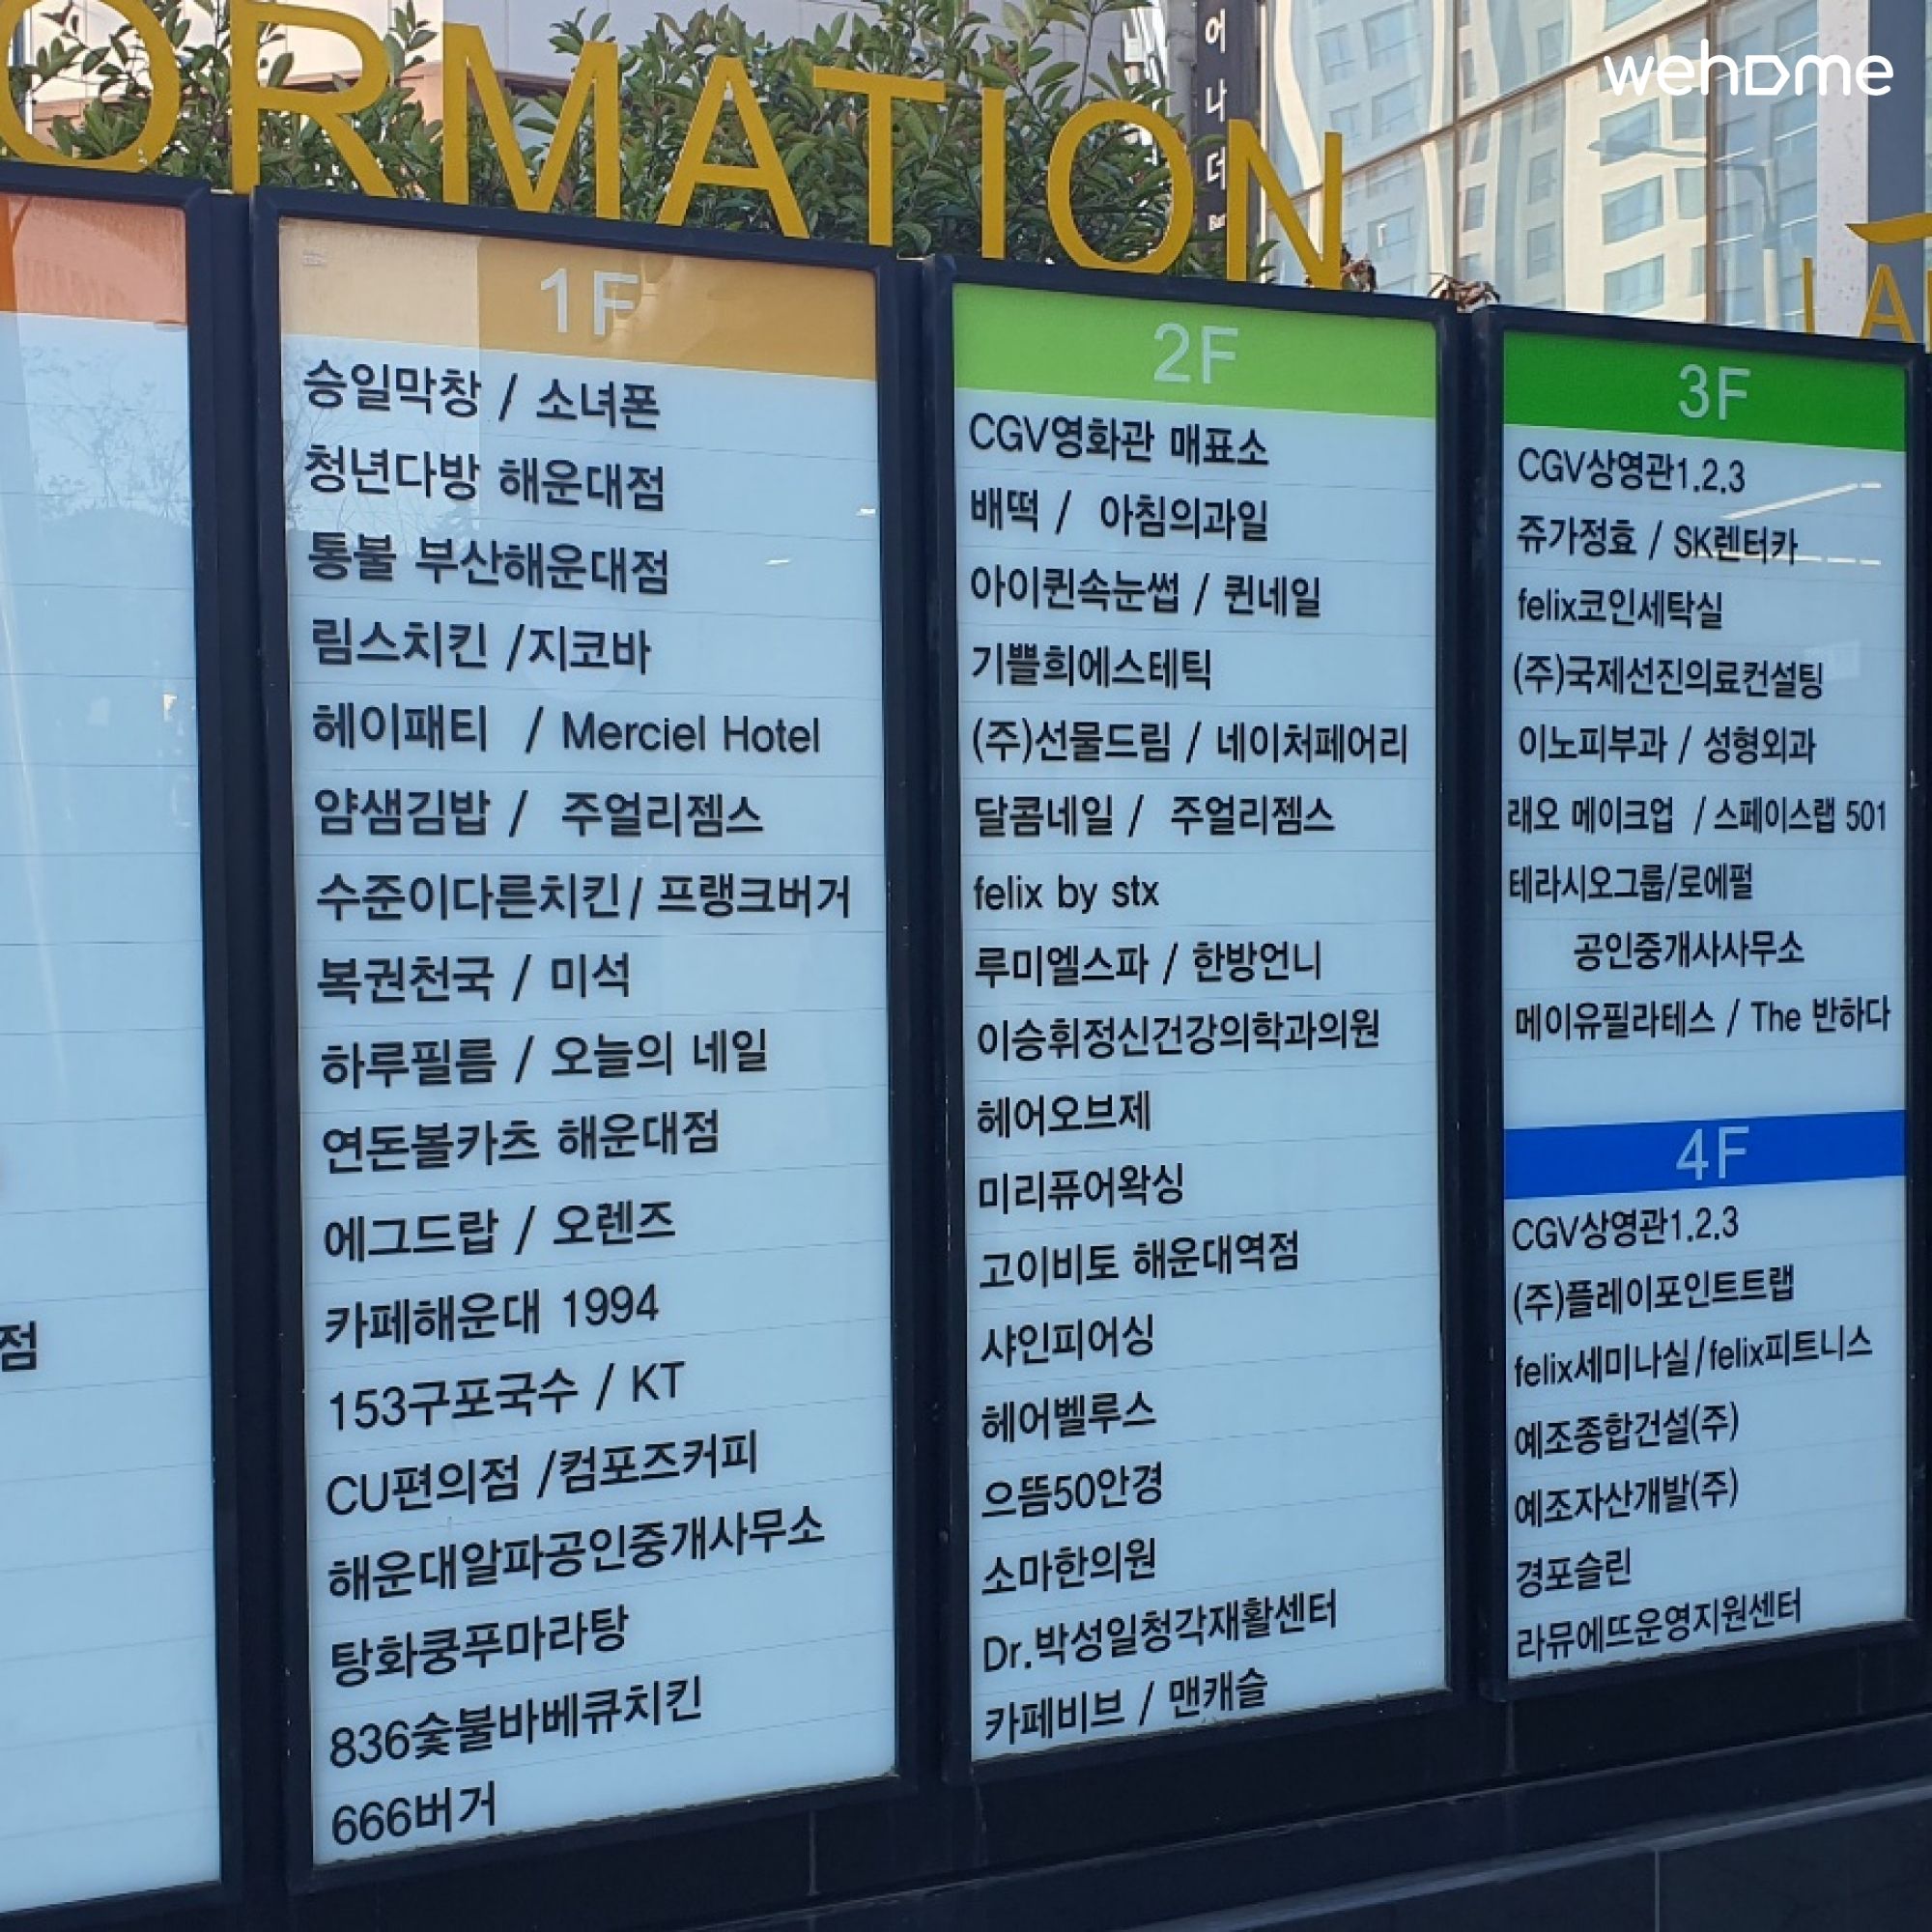 ORMATION
wehome
어나더
점
1F
승일막창 / 소녀폰
청년다방 해운대점
통불 부산해운대점
림스치킨 /지코바
헤이패티 / Merciel Hotel
얌샘김밥 / 주얼리젬스
수준이다른치킨/ 프랭크버거
복권천국 / 미석
하루필름 / 오늘의 네일
연돈볼카츠 해운대점
에그드랍 / 오렌즈
카페해운대 1994
153구포국수 / KT
CU편의점 /컴포즈커피
해운대알파공인중개사무소
탕화쿵푸마라탕
836숯불바베큐치킨
666버거
2F
CGV영화관 매표소
배떡 / 아침의과일
아이퀸속눈썹 / 퀸네일
기쁠희에스테틱
(주)선물드림 / 네이처페어리
달콤네일 / 주얼리젬스
felix by stx
루미엘스파 / 한방언니
이승휘정신건강의학과의원
헤어오브제
미리퓨어왁싱
고이비토 해운대역점
샤인피어싱
헤어벨루스
으뜸50안경
소마한의원
Dr.박성일청각재활센터
카페비브 / 맨캐슬
3F
CGV상영관1.2.3
쥬가정효 / SK렌터카
felix코인세탁실
(주)국제선진의료컨설팅
이노피부과 / 성형외과
래오 메이크업 / 스페이스랩 501
테라시오그룹/로에펄
공인중개사사무소
메이유필라테스 / The 반하다
4F
CGV상영관1.2.3
(주)플레이포인트트랩
felix세미나실/felix피트니스
예조종합건설(주)
예조자산개발(주)
경포슬린
라뮤에뜨운영지원센터